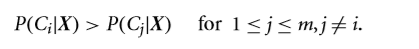 P(C_i|X) > P(C_j|X) for 1 ≤ j ≤ m, j ≠ i.